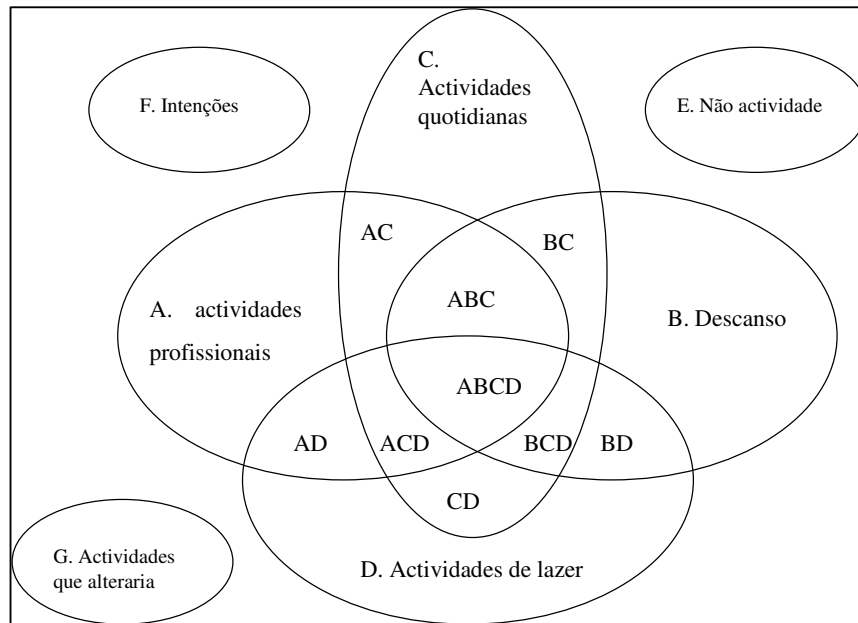 C.
Actividades
quotidianas
F. Intenções
E. Não actividade
AC
BC
ABC
A. actividades
profissionais
B. Descanso
ABCD
AD
ACD
BCD
BD
CD
G. Actividades
que alteraria
D. Actividades de lazer